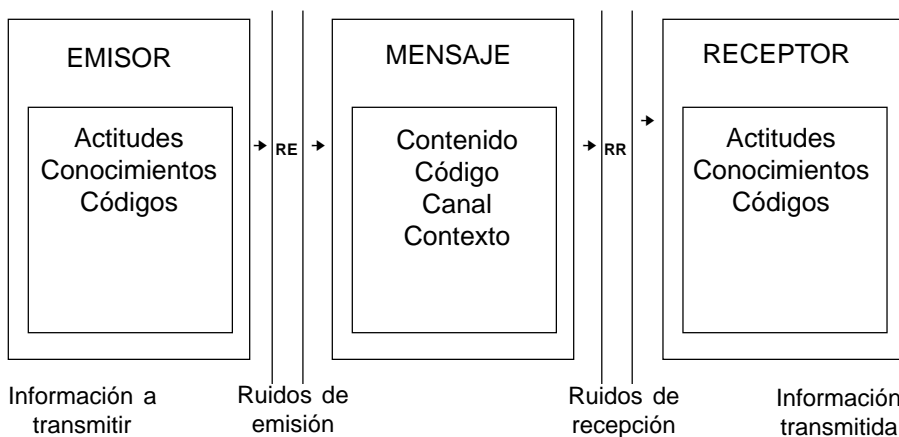 EMISOR
Actitudes
Conocimientos
Códigos
RE
MENSAJE
Contenido
Código
Canal
Contexto
RR
RECEPTOR
Actitudes
Conocimientos
Códigos
Información a
transmitir
Ruidos de
emisión
Ruidos de
recepción
Información
transmitida